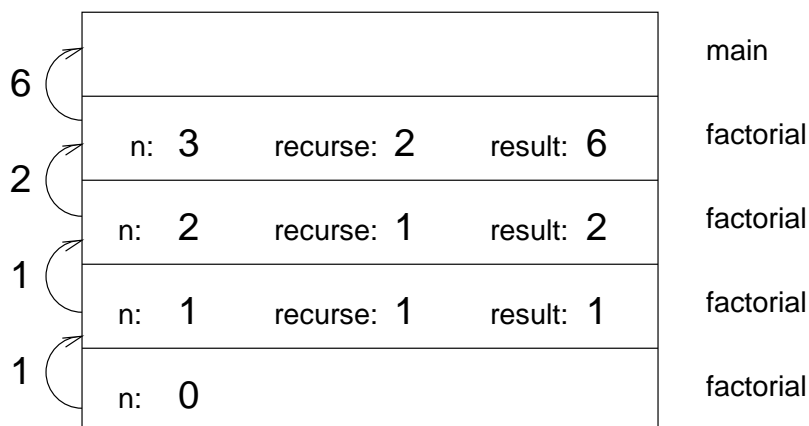 main
6
n: 3 recurse: 2 result: 6 factorial
2
n: 2 recurse: 1 result: 2 factorial
1
n: 1 recurse: 1 result: 1 factorial
1
n: 0 factorial